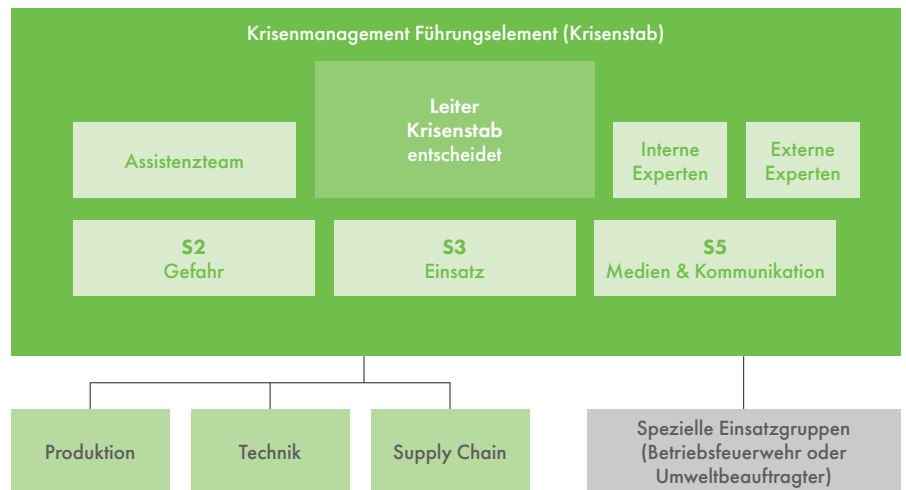 Krisenmanagement Führungselement (Krisenstab)
Leiter
Krisenstab
entscheidet
Assistenzteam
Interne
Experten
Externe
Experten
S2
Gefahr
S3
Einsatz
S5
Medien & Kommunikation
Produktion
Technik
Supply Chain
Spezielle Einsatzgruppen
(Betriebsfeuerwehr oder
Umweltbeauftragter)